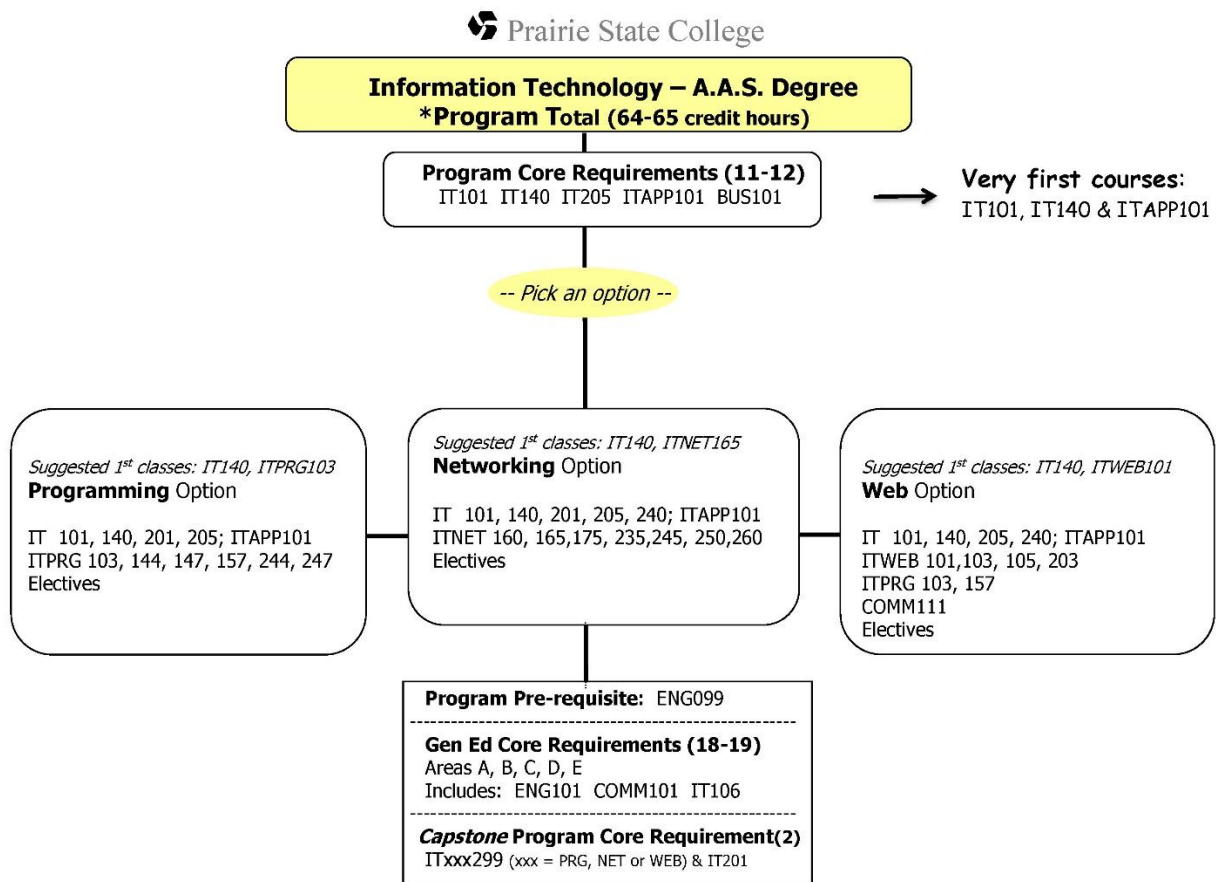 Prairie State College
Information Technology – A.A.S. Degree
*Program Total (64-65 credit hours)
Program Core Requirements (11-12)
IT101 IT140 IT205 ITAPP101 BUS101
Very first courses:
IT101, IT140 & ITAPP101
-- Pick an option --
Suggested 1st classes: IT140, ITPRG103
Programming Option
IT 101, 140, 201, 205; ITAPP101
ITPRG 103, 144, 147, 157, 244, 247
Electives
Suggested 1st classes: IT140, ITNET165
Networking Option
IT 101, 140, 201, 205, 240; ITAPP101
ITNET 160, 165,175, 235,245, 250,260
Electives
Suggested 1st classes: IT140, ITWEB101
Web Option
IT 101, 140, 205, 240; ITAPP101
ITWEB 101,103, 105, 203
ITPRG 103, 157
COMM111
Electives
Program Pre-requisite: ENG099
Gen Ed Core Requirements (18-19)
Areas A, B, C, D, E
Includes: ENG101 COMM101 IT106
Capstone Program Core Requirement(2)
ITxxx299 (xxx = PRG, NET or WEB) & IT201